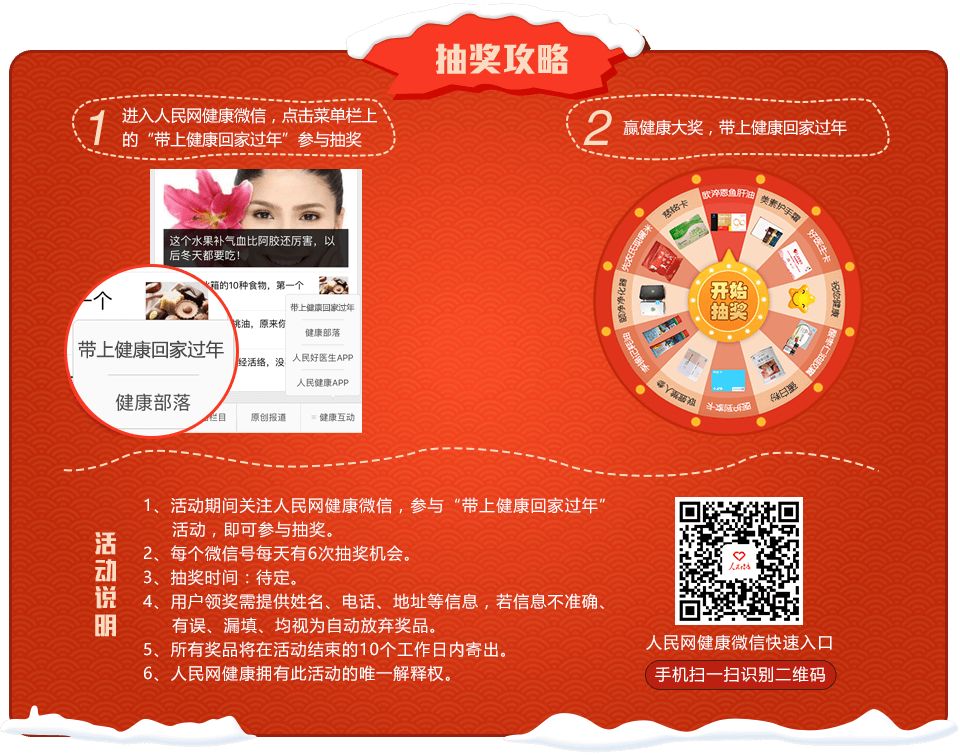 抽奖攻略
1 进入人民网健康微信，点击菜单栏上
的“带上健康回家过年”参与抽奖
2 赢健康大奖，带上健康回家过年
这个水果补气血比阿胶还厉害，以
后冬天都要吃！
箱的10种食物，第一个
桃油，原来你
经活络，没
带上健康回家过年
健康部落
人民好医生APP
人民健康APP
栏目
原创报道
≡ 健康互动
一个
带上健康回家过年
健康部落
欧淬恩鱼肝油
美素护手霜
好医生卡
蛋白粉
医护到家卡
慈铭卡
开始
抽奖
活动说明
1、活动期间关注人民网健康微信，参与“带上健康回家过年”
活动，即可参与抽奖。
2、每个微信号每天有6次抽奖机会。
3、抽奖时间：待定。
4、用户领奖需提供姓名、电话、地址等信息，若信息不准确、
有误、漏填、均视为自动放弃奖品。
5、所有奖品将在活动结束的10个工作日内寄出。
6、人民网健康拥有此活动的唯一解释权。
人民网健康微信快速入口
手机扫一扫识别二维码